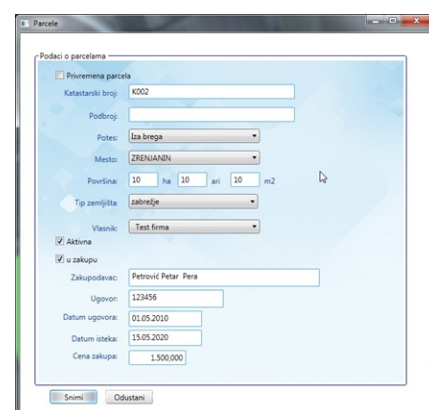 Parcele
Podaci o parcelama
Privremena parcela
Katastarski broj: K002
Podbroj:
Potes: Iza brega
Mesto: ZRENJANIN
Površina: 10 ha 10 ari 10 m2
Tip zemljišta zabrežje
Vlasnik: Test firma
Aktivna
u zakupu
Zakupodavac: Petrović Petar Pera
Ugovor: 123456
Datum ugovora: 01.05.2010
Datum isteka: 15.05.2020
Cena zakupa: 1.500,000
Snimi Odustani